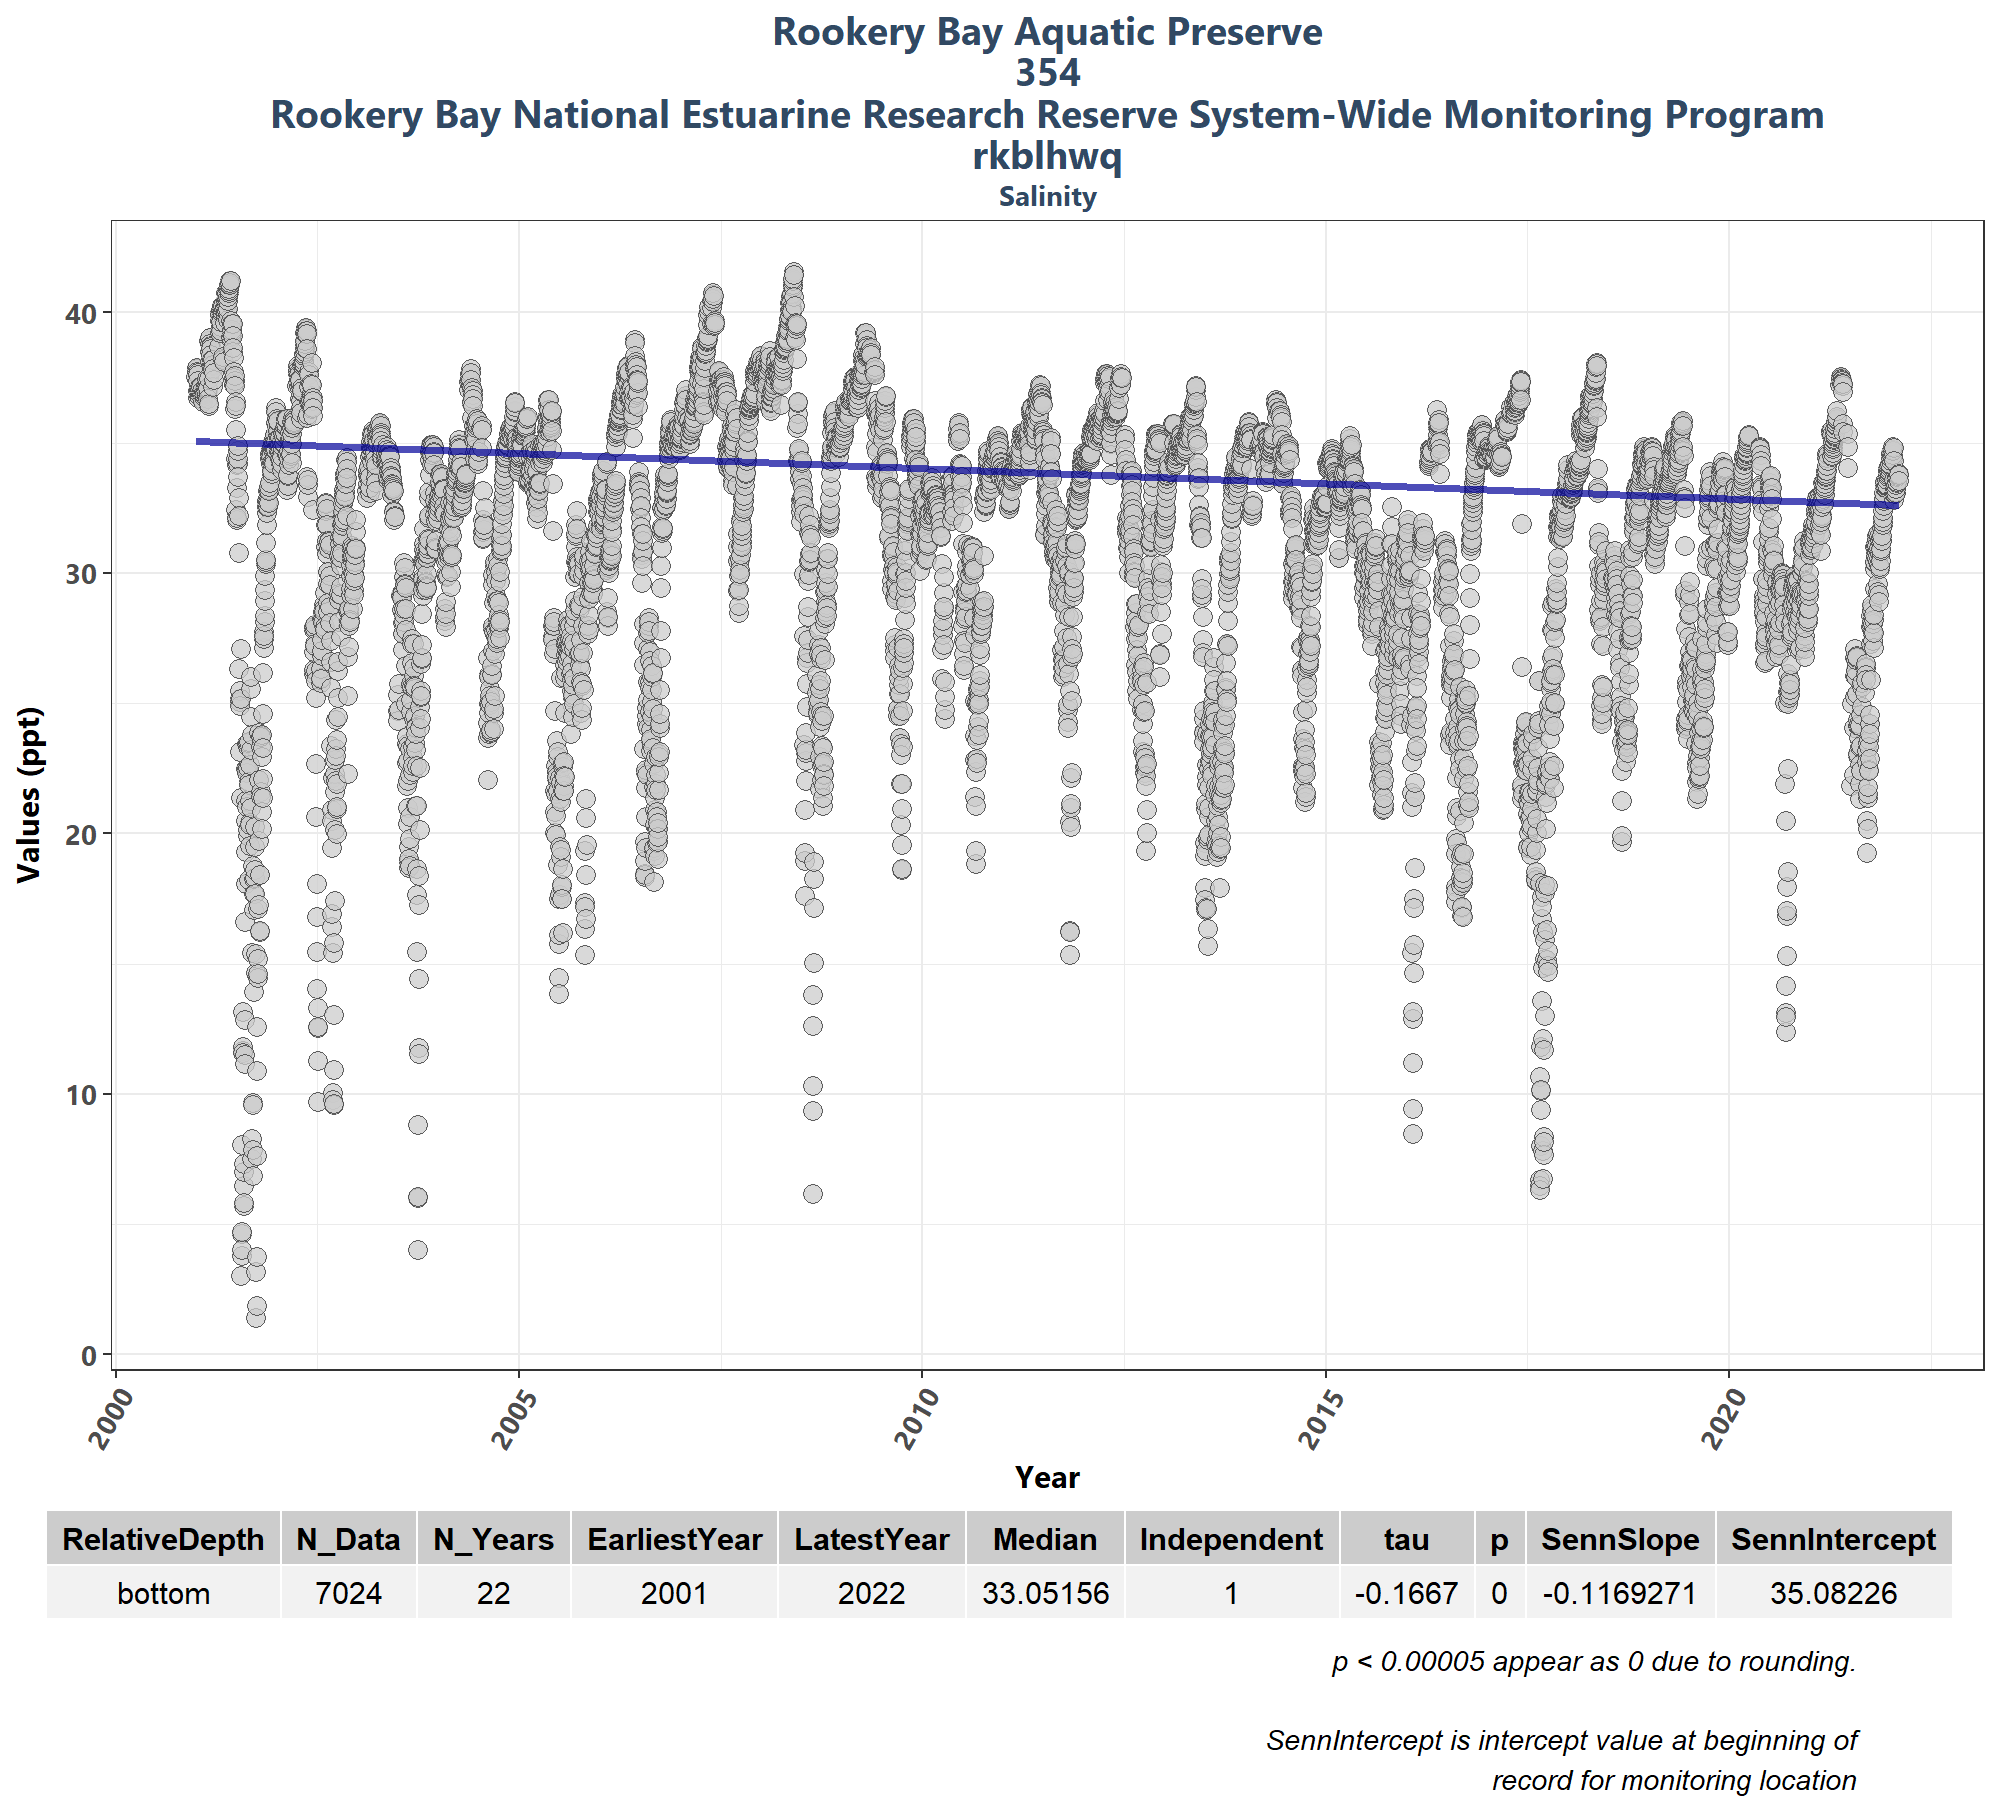 Rookery Bay Aquatic Preserve
354
Rookery Bay National Estuarine Research Reserve System-Wide Monitoring Program
rkblhwq
Salinity
Values (ppt)
40
30
20
10
0
2000 2005 2010 2015 2020
Year
RelativeDepth N_Data N_Years EarliestYear LatestYear Median Independent tau p SennSlope SennIntercept
bottom 7024 22 2001 2022 33.05156 1 -0.1667 0 -0.1169271 35.08226
p < 0.00005 appear as 0 due to rounding.
SennIntercept is intercept value at beginning of
record for monitoring location